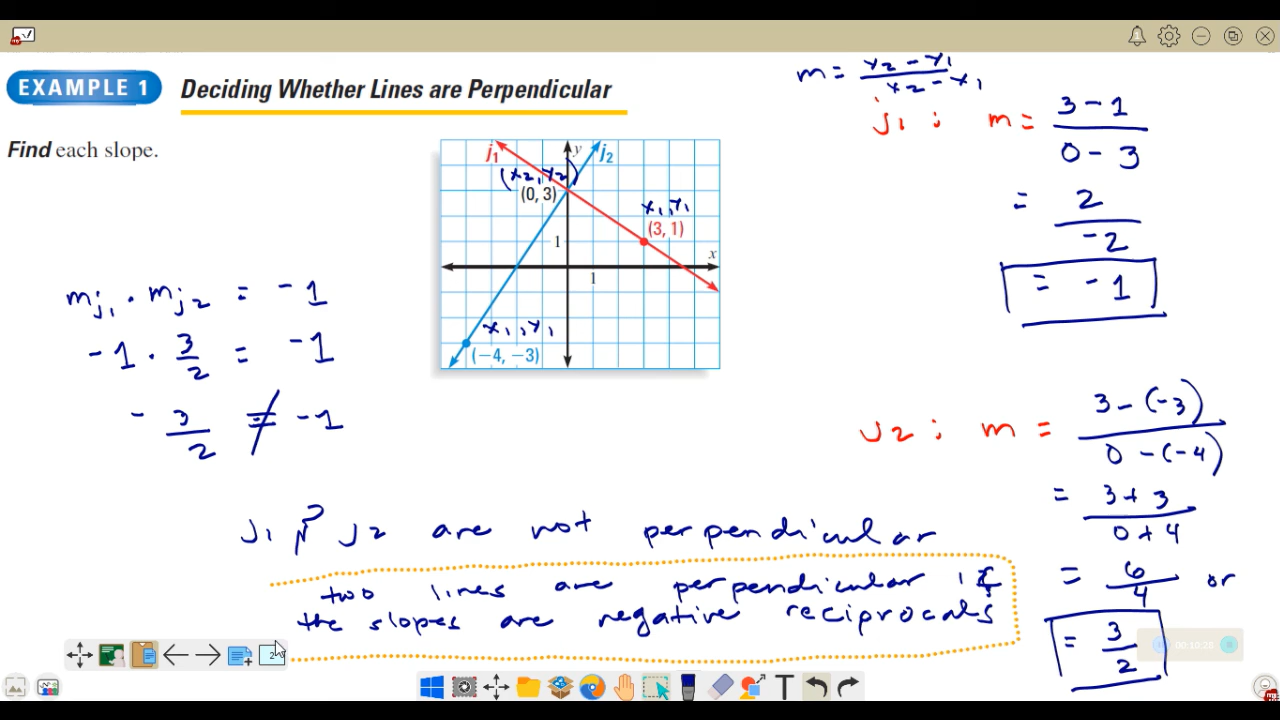 EXAMPLE 1 Deciding Whether Lines are Perpendicular
Find each slope.
m = y2 - y1 / x2 - x1
j1 : m = 3 - 1 / 0 - 3
= 2 / -2
= -1
j1
y
j2
(x2, y2)
(0, 3)
x1, y1
(3, 1)
1
x
1
x1, y1
(−4, −3)
mj1 · mj2 = -1
-1 · 3/2 = -1
- 3/2 ≠ -1
j2 : m = 3 - (-3) / 0 - (-4)
= 3 + 3 / 0 + 4
= 6/4 or
= 3/2
j1 j2 are not perpendicular
two lines are perpendicular if
the slopes are negative reciprocals
2
T